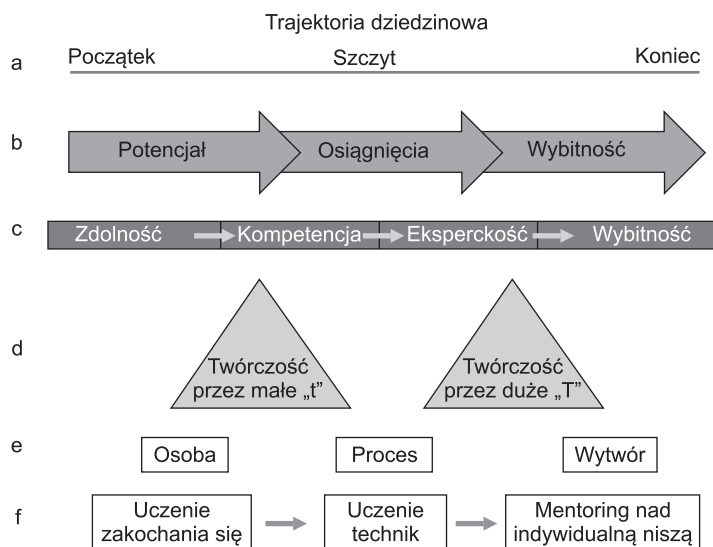 Trajektoria dziedzinowa
a
Początek Szczyt Koniec
b
Potencjał Osiągnięcia Wybitność
c
Zdolność Kompetencja Eksperckość Wybitność
d
Twórczość
przez małe „t”
Twórczość
przez duże „T”
e
Osoba Proces Wytwór
f
Uczenie
zakochania się
Uczenie
technik
Mentoring nad
indywidualną niszą